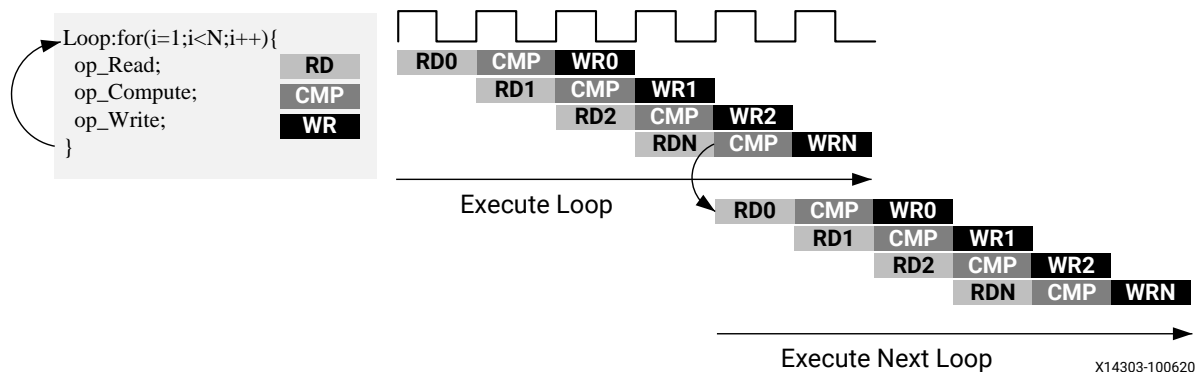 Loop:for(i=1;i<N;i++){
op_Read;
RD
op_Compute;
CMP
op_Write;
WR
}
RD0 CMP WR0
RD1 CMP WR1
RD2 CMP WR2
RDN CMP WRN
Execute Loop
RD0 CMP WR0
RD1 CMP WR1
RD2 CMP WR2
RDN CMP WRN
Execute Next Loop
X14303-100620